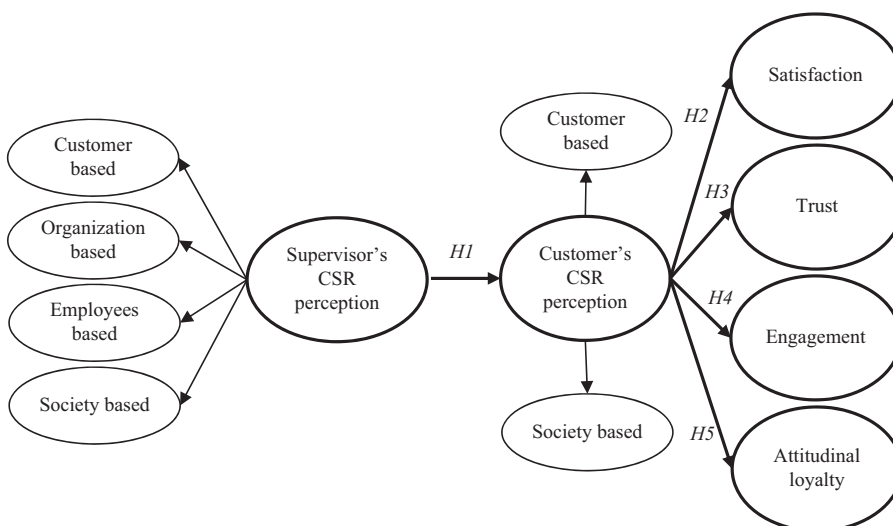 Customer
based
Organization
based
Employees
based
Society based
Supervisor's
CSR
perception
H1
Customer
based
Customer's
CSR
perception
Society based
H2
H3
H4
H5
Satisfaction
Trust
Engagement
Attitudinal
loyalty